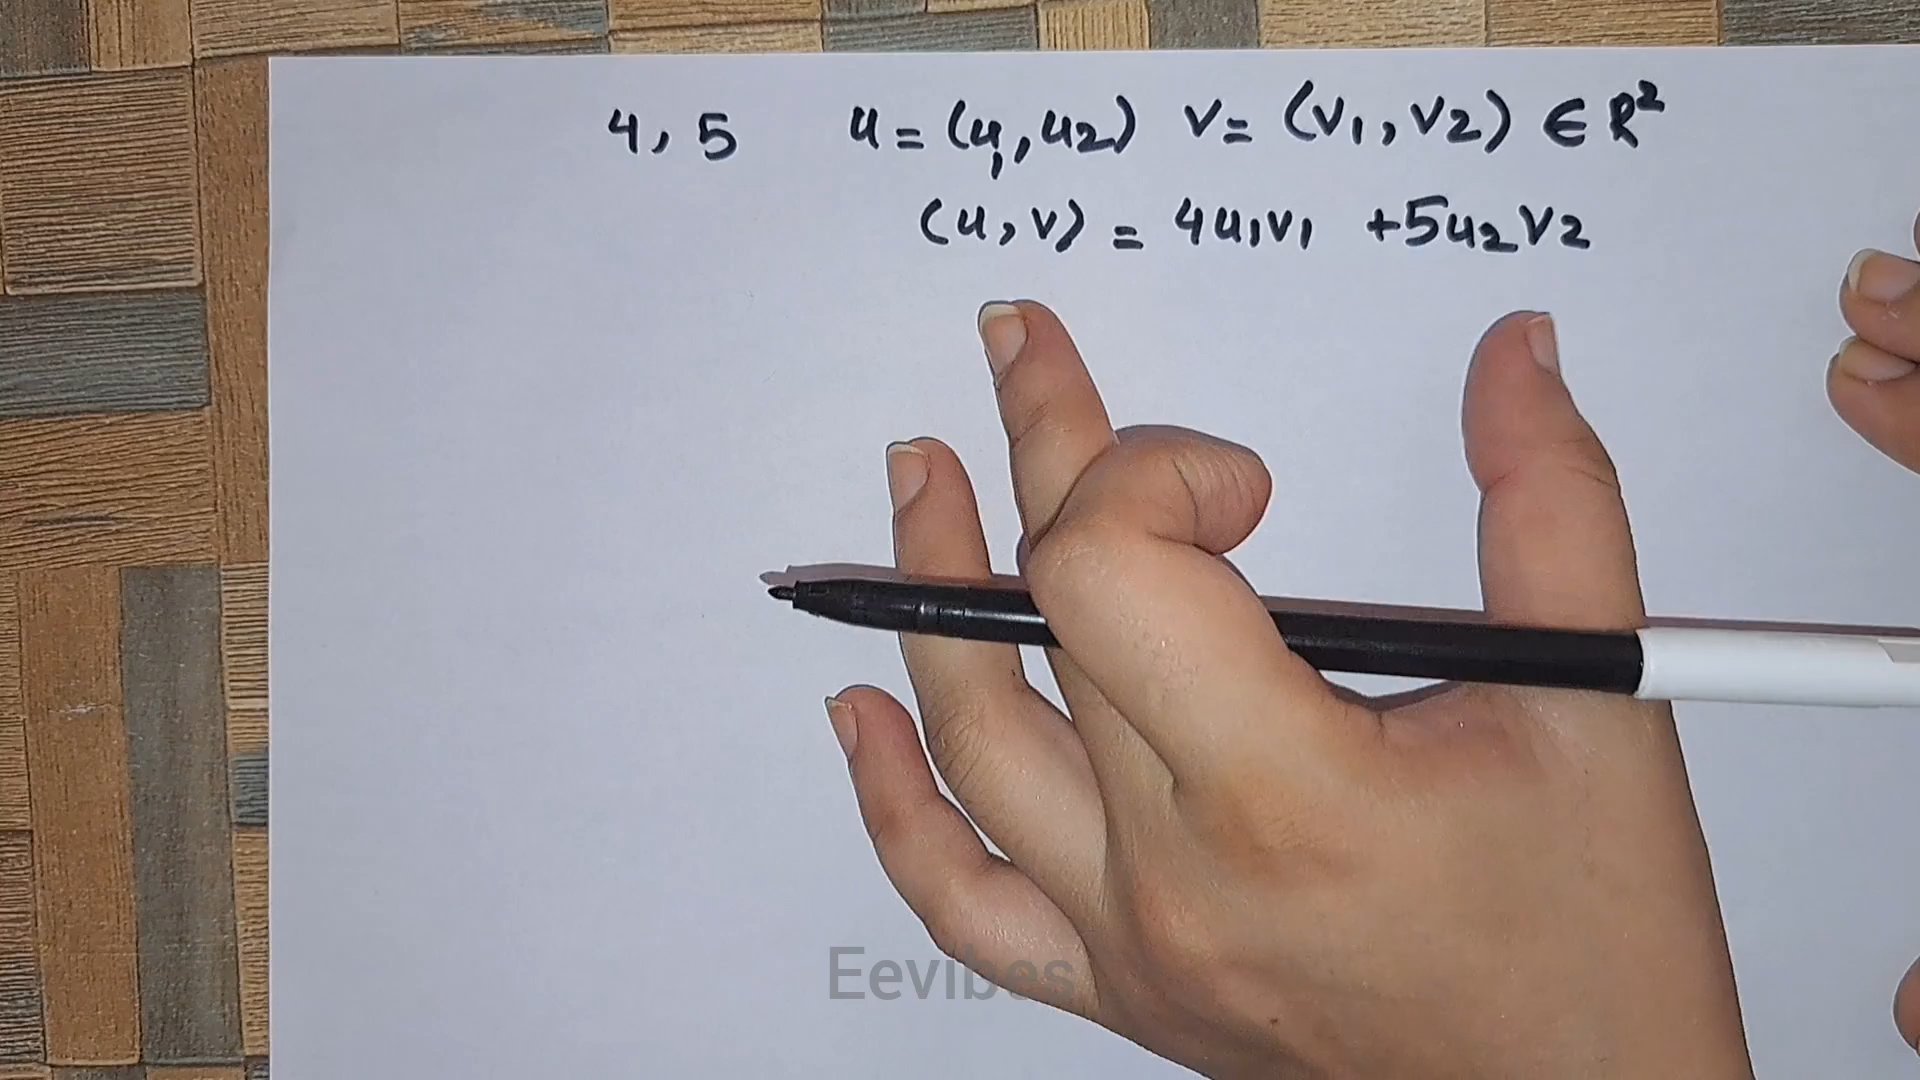 4, 5 u = (u1, u2) v = (v1, v2) ∈ R²
(u, v) = 4u1v1 + 5u2v2
Eevibes